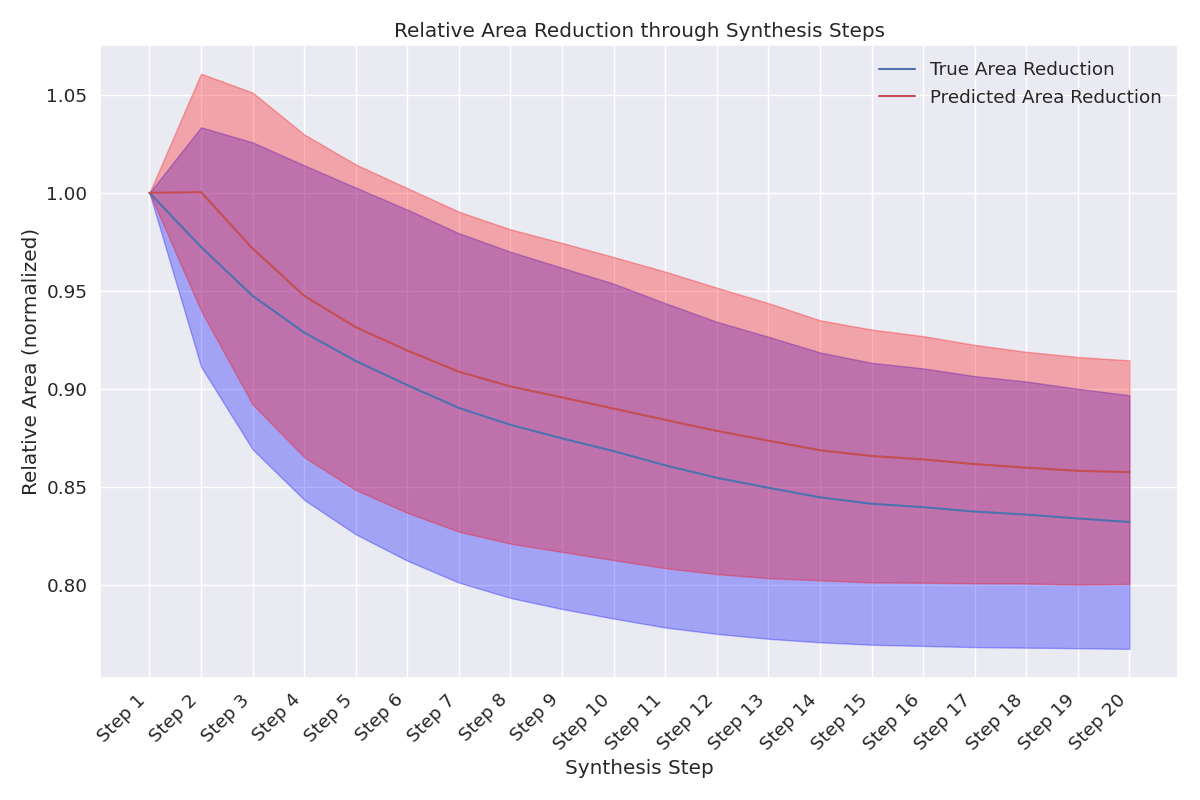 Relative Area Reduction through Synthesis Steps
True Area Reduction
Predicted Area Reduction
Relative Area (normalized)
1.05
1.00
0.95
0.90
0.85
0.80
Step 1
Step 2
Step 3
Step 4
Step 5
Step 6
Step 7
Step 8
Step 9
Step 10
Step 11
Step 12
Step 13
Step 14
Step 15
Step 16
Step 17
Step 18
Step 19
Step 20
Synthesis Step